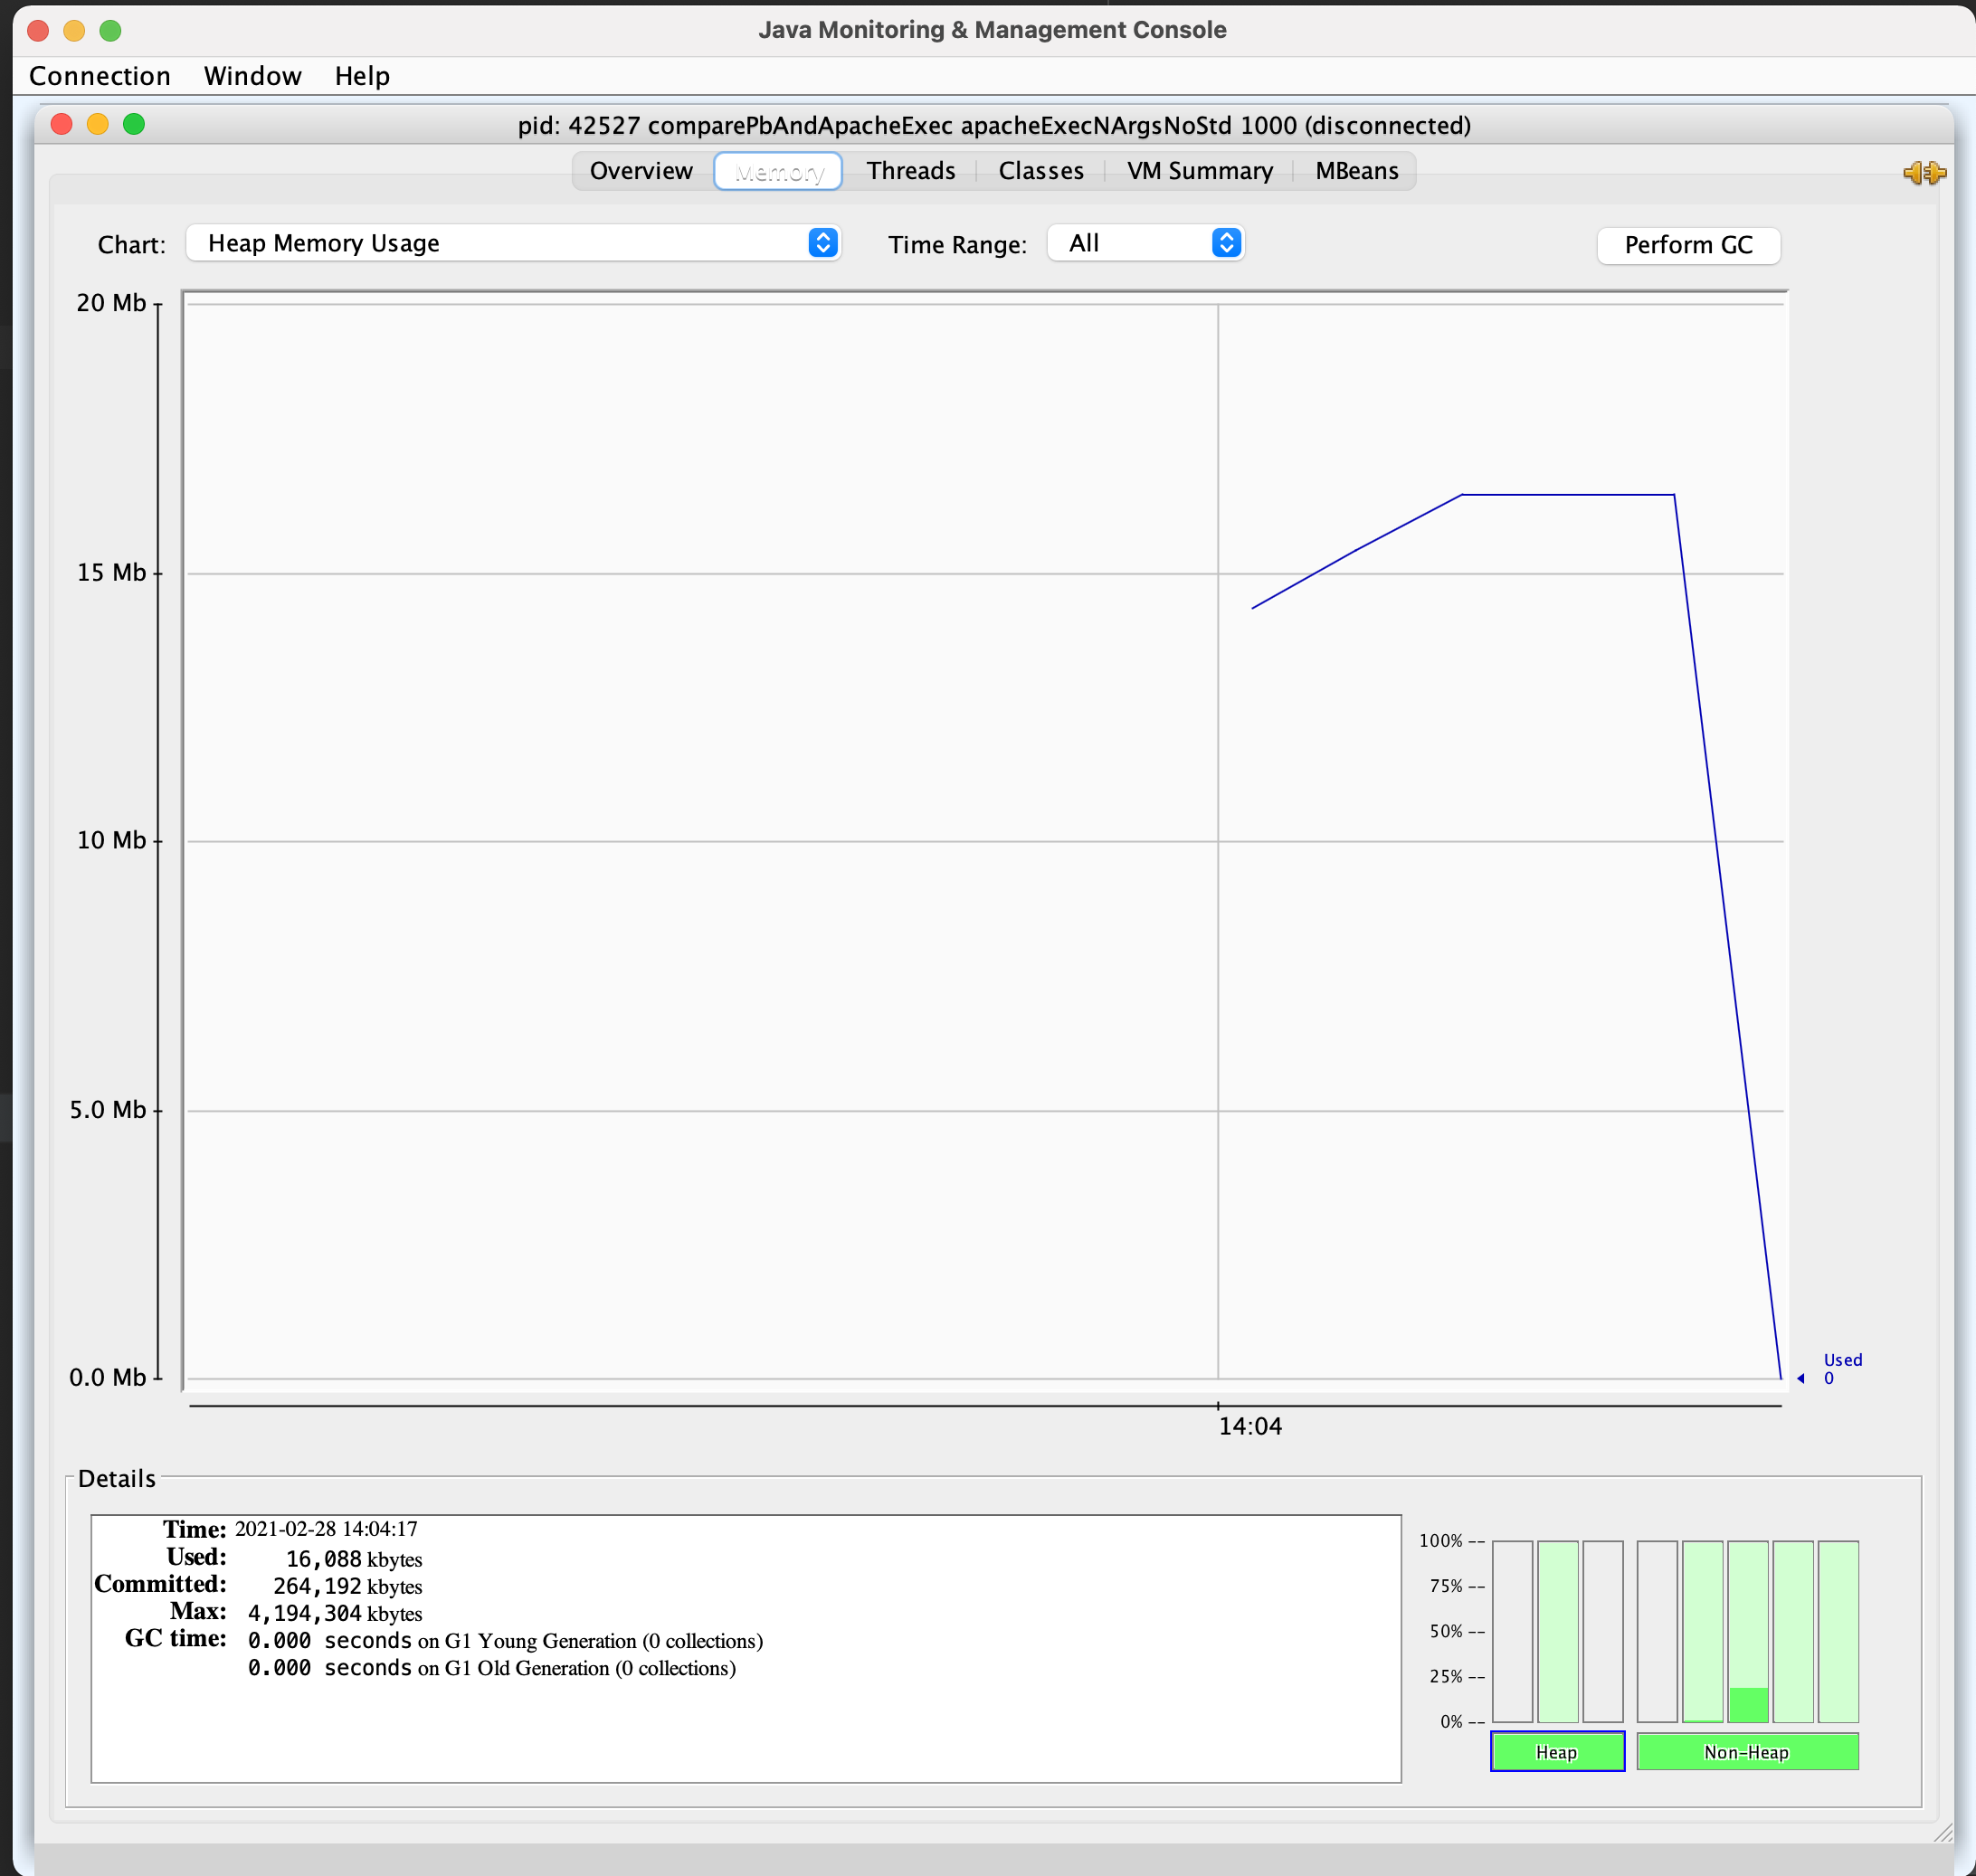 Java Monitoring & Management Console
Connection Window Help
pid: 42527 comparePbAndApacheExec apacheExecNArgsNoStd 1000 (disconnected)
Overview Memory Threads Classes VM Summary MBeans
Chart: Heap Memory Usage Time Range: All Perform GC
20 Mb
15 Mb
10 Mb
5.0 Mb
0.0 Mb
Used
0
14:04
Details
Time: 2021-02-28 14:04:17
Used: 16,088 kbytes
Committed: 264,192 kbytes
Max: 4,194,304 kbytes
GC time: 0.000 seconds on G1 Young Generation (0 collections)
0.000 seconds on G1 Old Generation (0 collections)
100% --
75% --
50% --
25% --
0% --
Heap Non-Heap